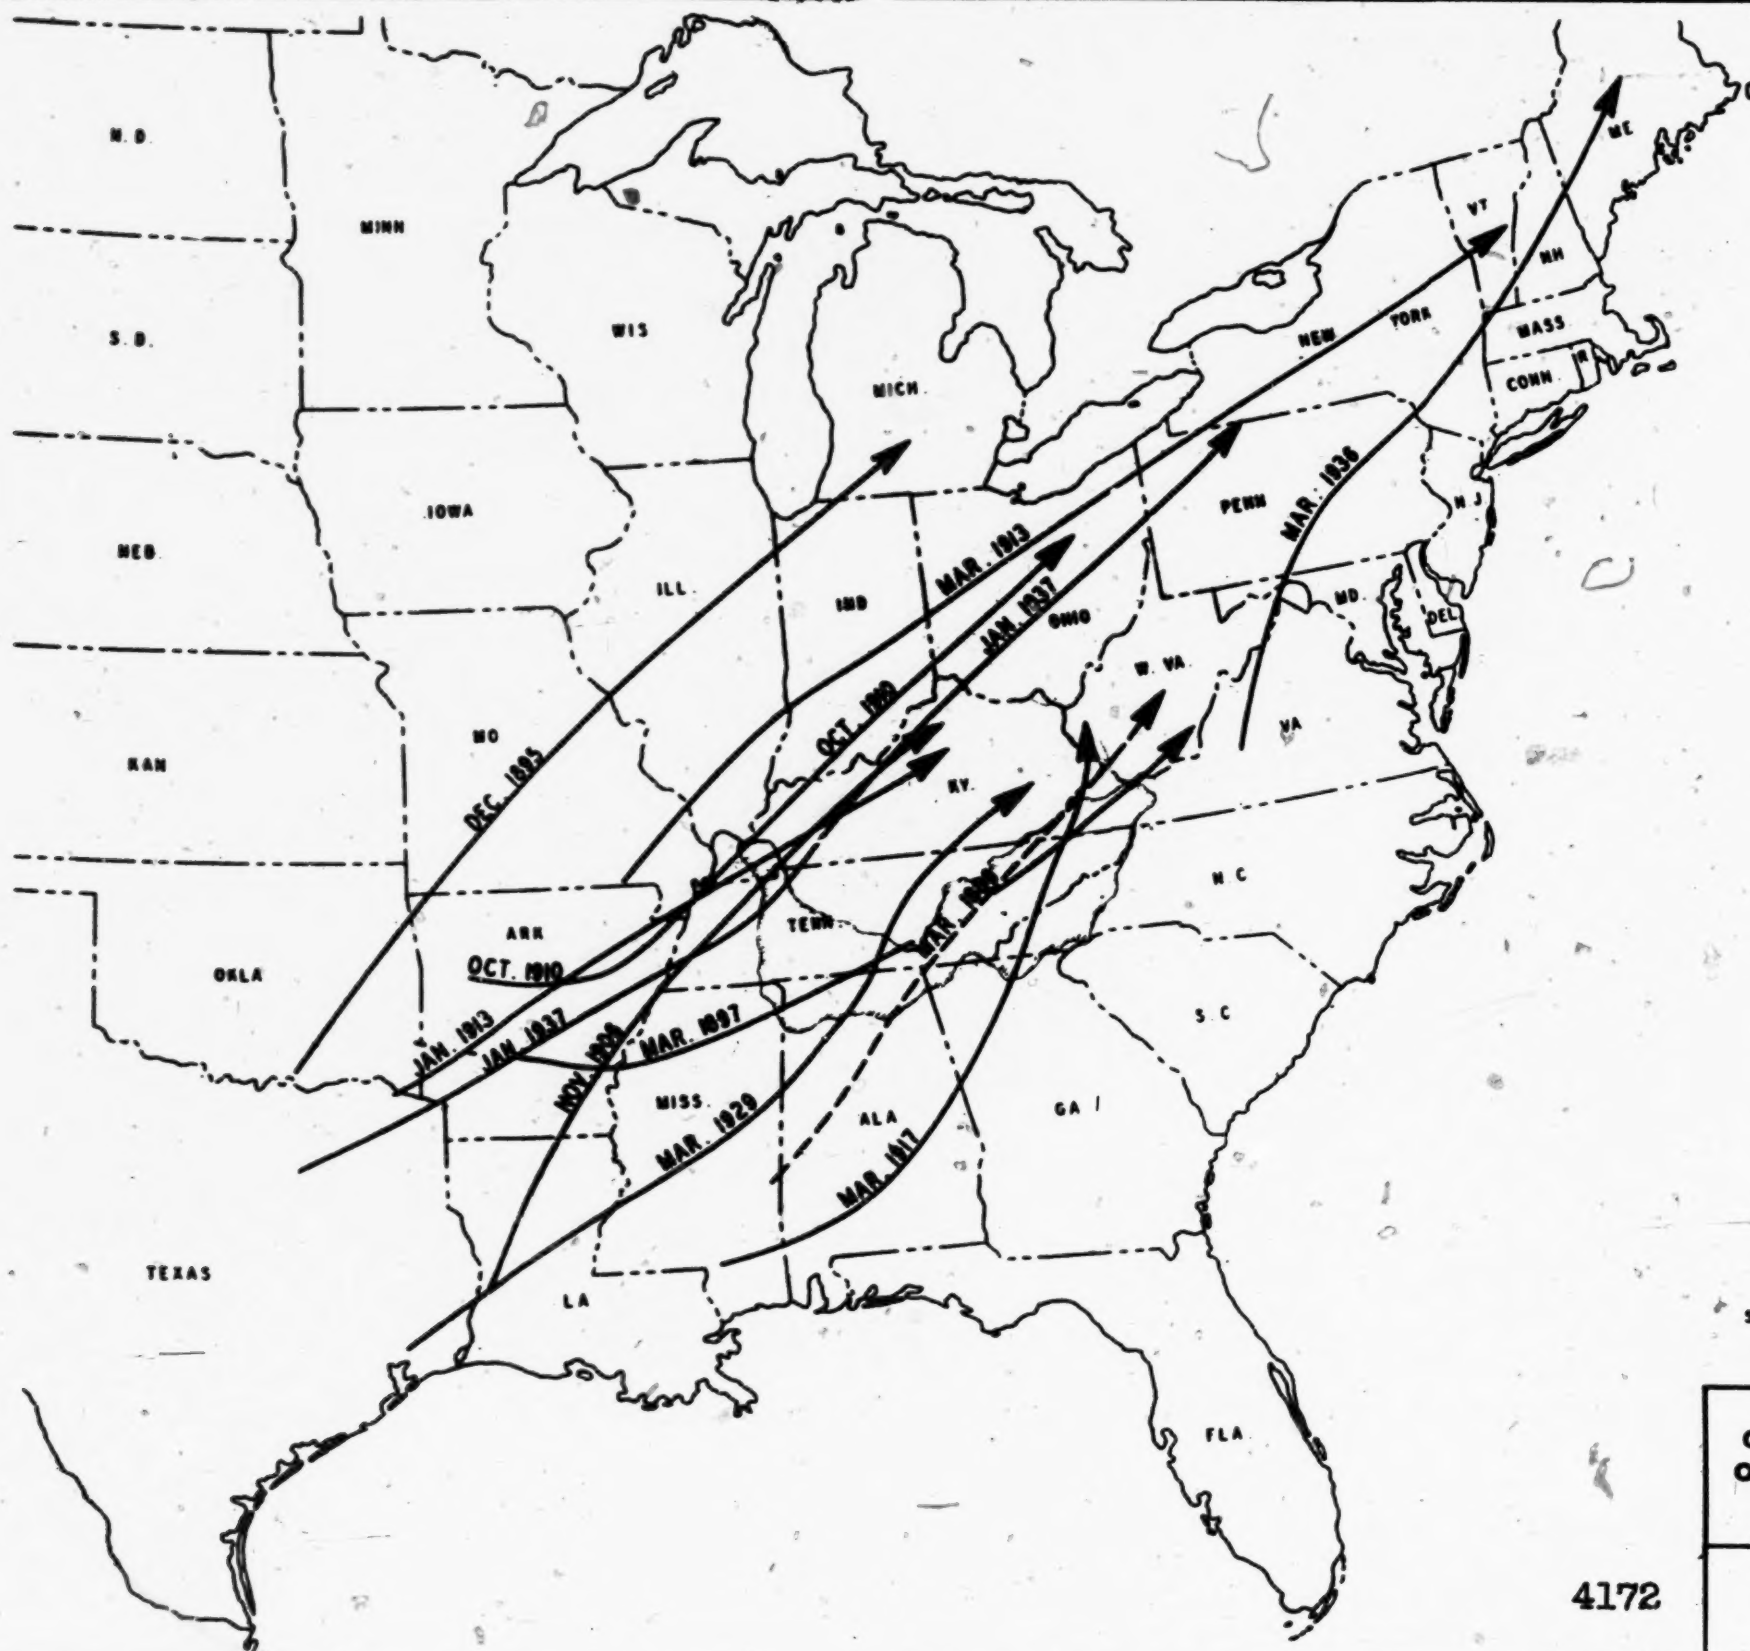 ME
N.D.
VT
MINN
NH
S.D.
WIS
NEW YORK
MASS
R
MICH.
CONN
MAR. 1936
IOWA
PENN
N J
NEB
MAR. 1913
ILL
IND
JAN. 1937
OHIO
MD
DEL
W. VA.
OCT. 1910
VA
MO
KAN
DEC. 1895
KY.
N C
TENN.
ARK
OCT. 1910
OKLA
S C
JAN. 1913
JAN. 1937
MAR. 1897
NOV. 1906
MISS.
MAR. 1929
ALA
GA
MAR. 1917
TEXAS
LA
FLA
4172